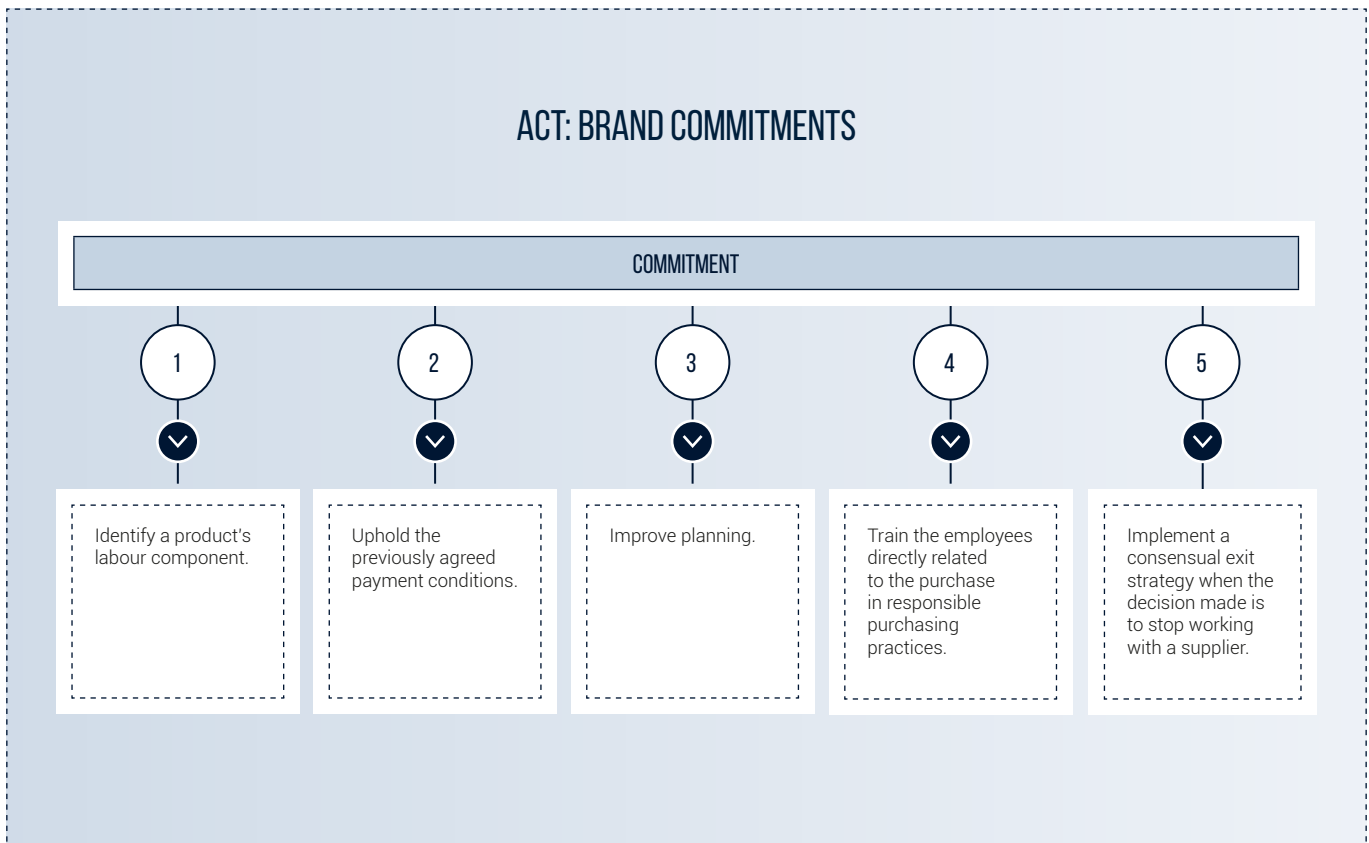 ACT: BRAND COMMITMENTS
COMMITMENT
1
2
3
4
5
Identify a product's
labour component.
Uphold the
previously agreed
payment conditions.
Improve planning.
Train the employees
directly related
to the purchase
in responsible
purchasing
practices.
Implement a
consensual exit
strategy when the
decision made is
to stop working
with a supplier.